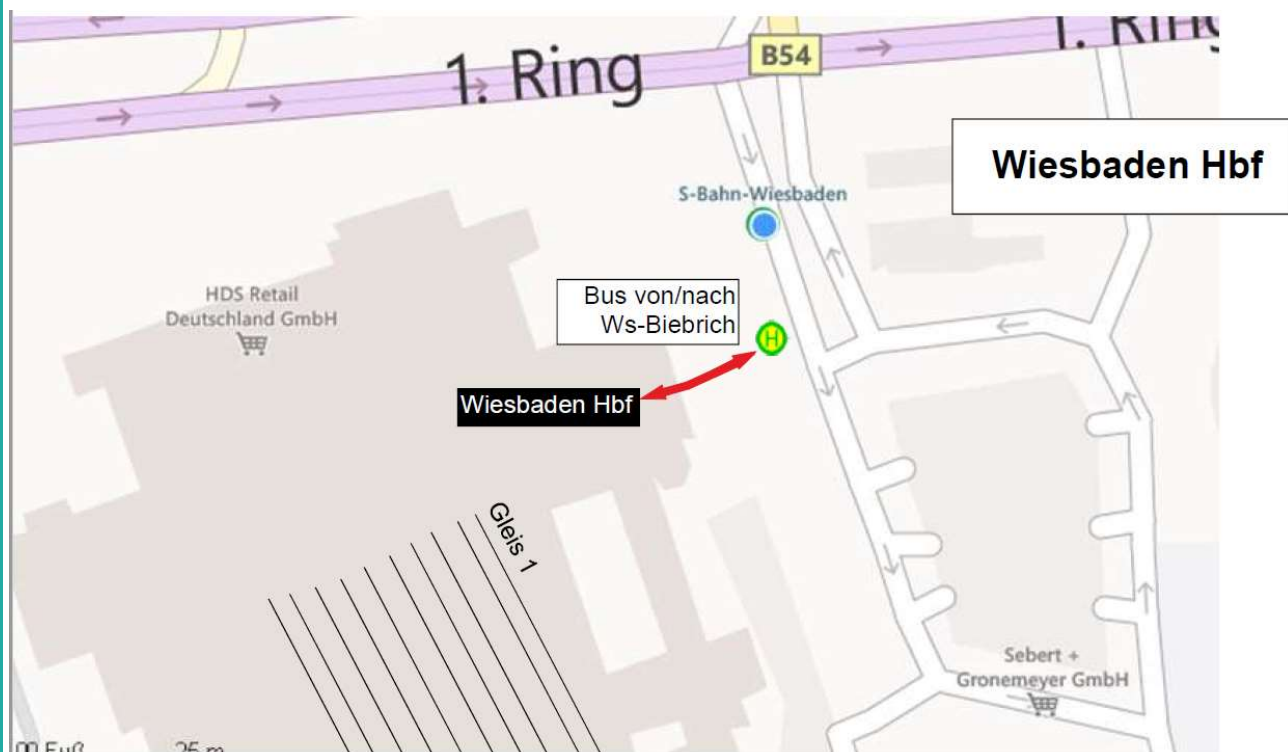 1. Ring
B54
1. Ring
Wiesbaden Hbf
S-Bahn-Wiesbaden
HDS Retail
Deutschland GmbH
Bus von/nach
Ws-Biebrich
H
Wiesbaden Hbf
Gleis 1
Sebert +
Gronemeyer GmbH
25 m